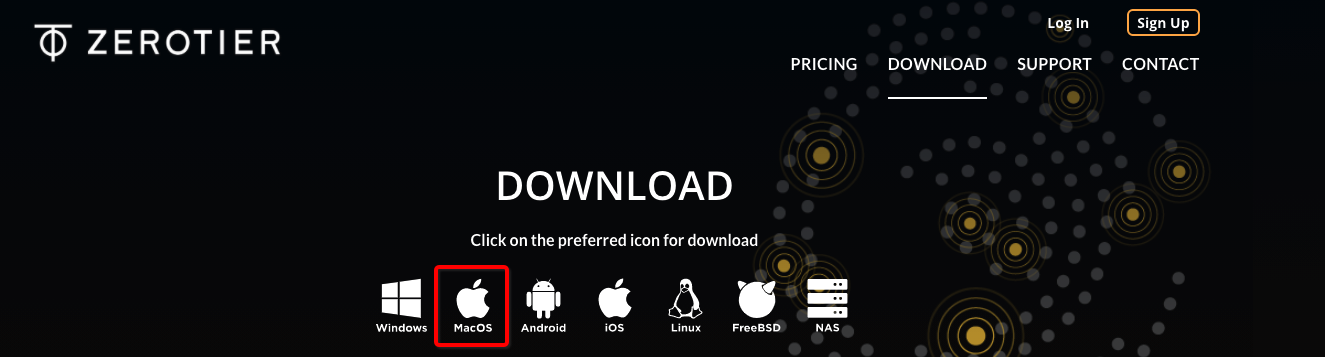 ZEROTIER
Log In
Sign Up
PRICING
DOWNLOAD
SUPPORT
CONTACT
DOWNLOAD
Click on the preferred icon for download
Windows
MacOS
Android
iOS
Linux
FreeBSD
NAS